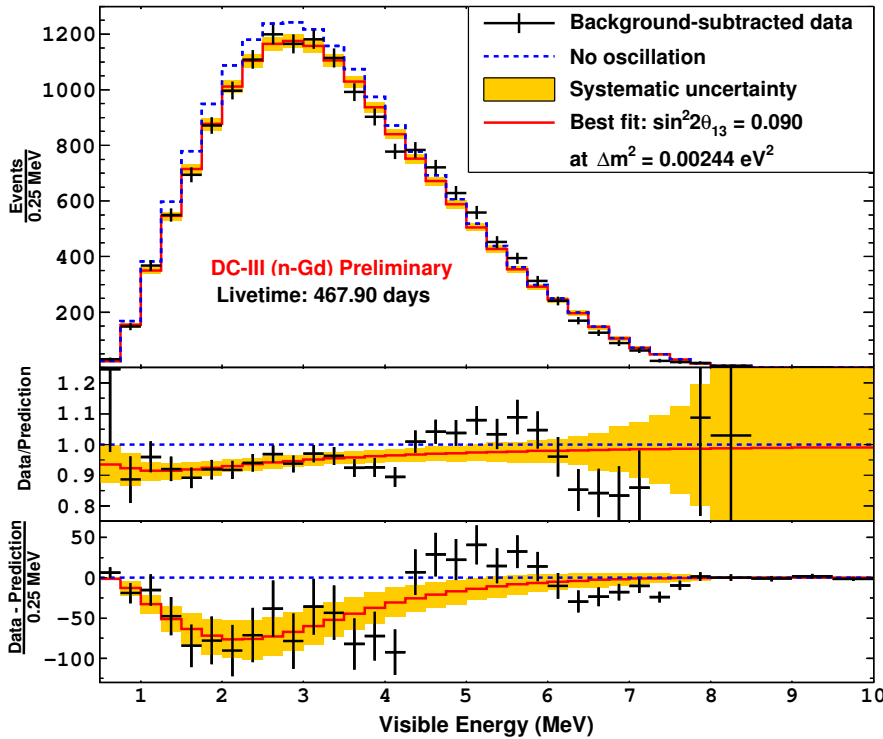 1200
1000
800
600
400
200
Events
0.25 MeV
Background-subtracted data
No oscillation
Systematic uncertainty
Best fit: sin²2θ₁₃ = 0.090
at Δm² = 0.00244 eV²
DC-III (n-Gd) Preliminary
Livetime: 467.90 days
1.2
1.1
1.0
0.9
0.8
Data/Prediction
50
0
−50
−100
Data - Prediction
0.25 MeV
1 2 3 4 5 6 7 8 9 10
Visible Energy (MeV)